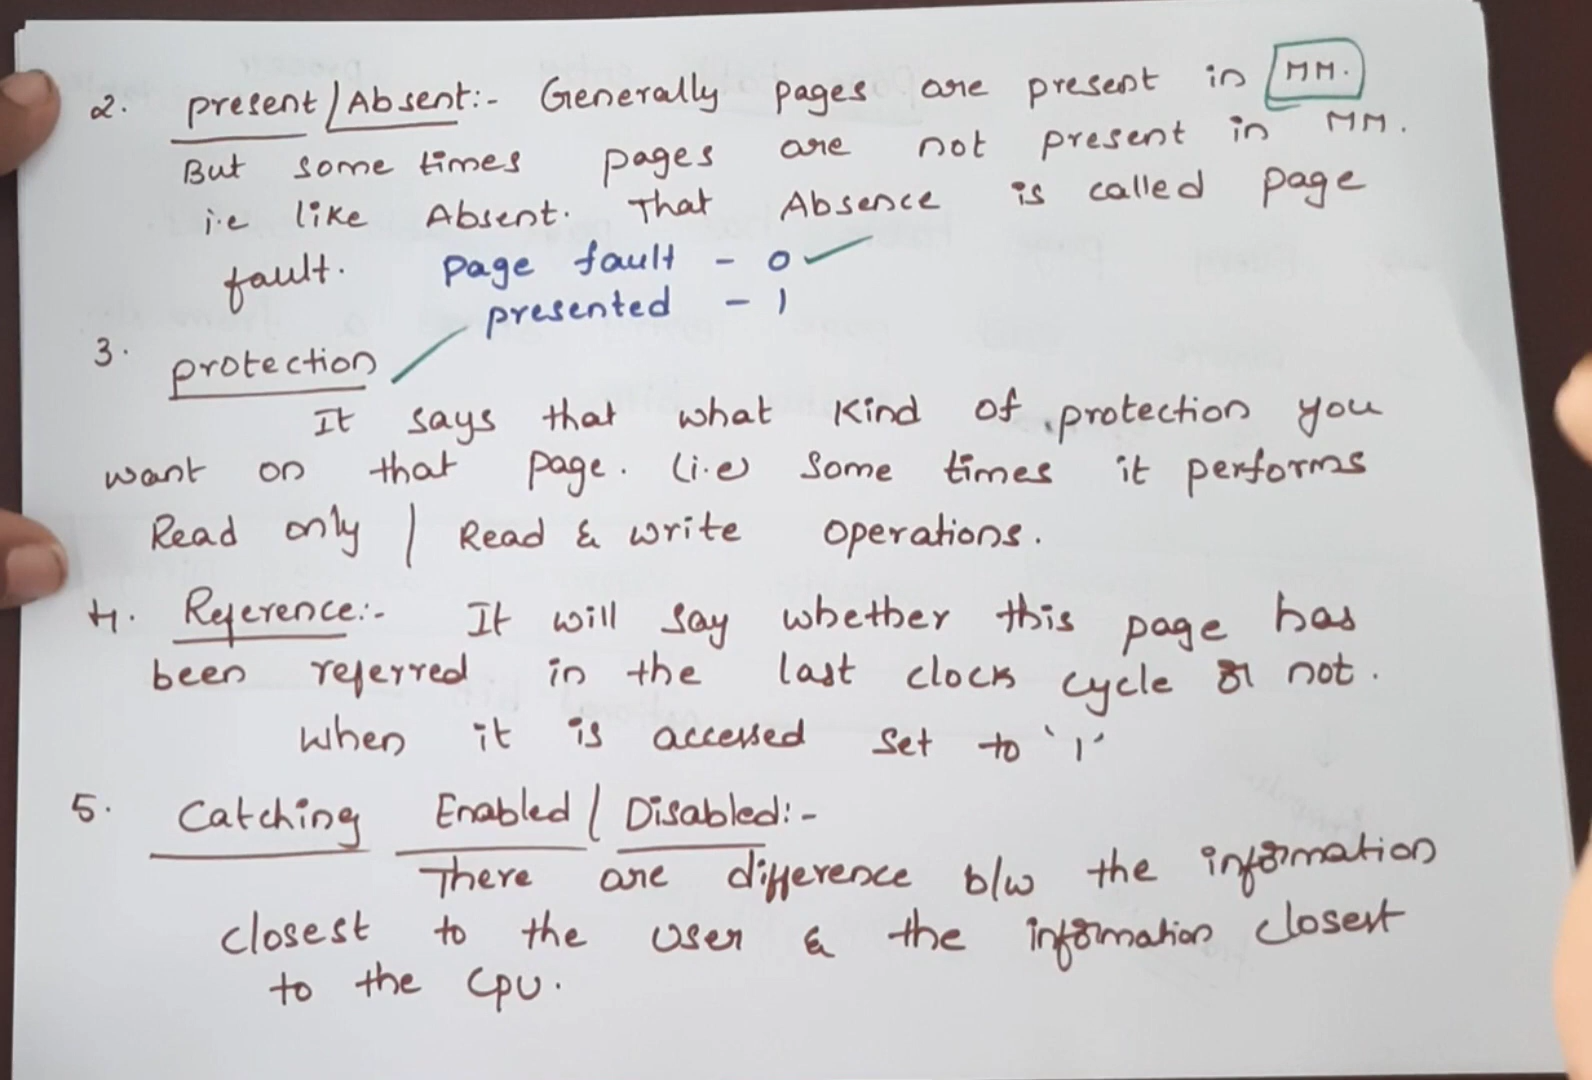 2. present / Absent:- Generally pages are present in MM.
But some times pages are not present in MM.
i.e like Absent. That Absence is called page
fault. page fault - 0
presented - 1
3. protection
It says that what kind of protection you
want on that page. (i.e) Some times it performs
Read only / Read & write operations.
4. Reference:- It will say whether this page has
been referred in the last clock cycle or not.
when it is accessed set to '1'
5. Catching Enabled / Disabled:-
There are difference b/w the information
closest to the user & the information closest
to the CPU.